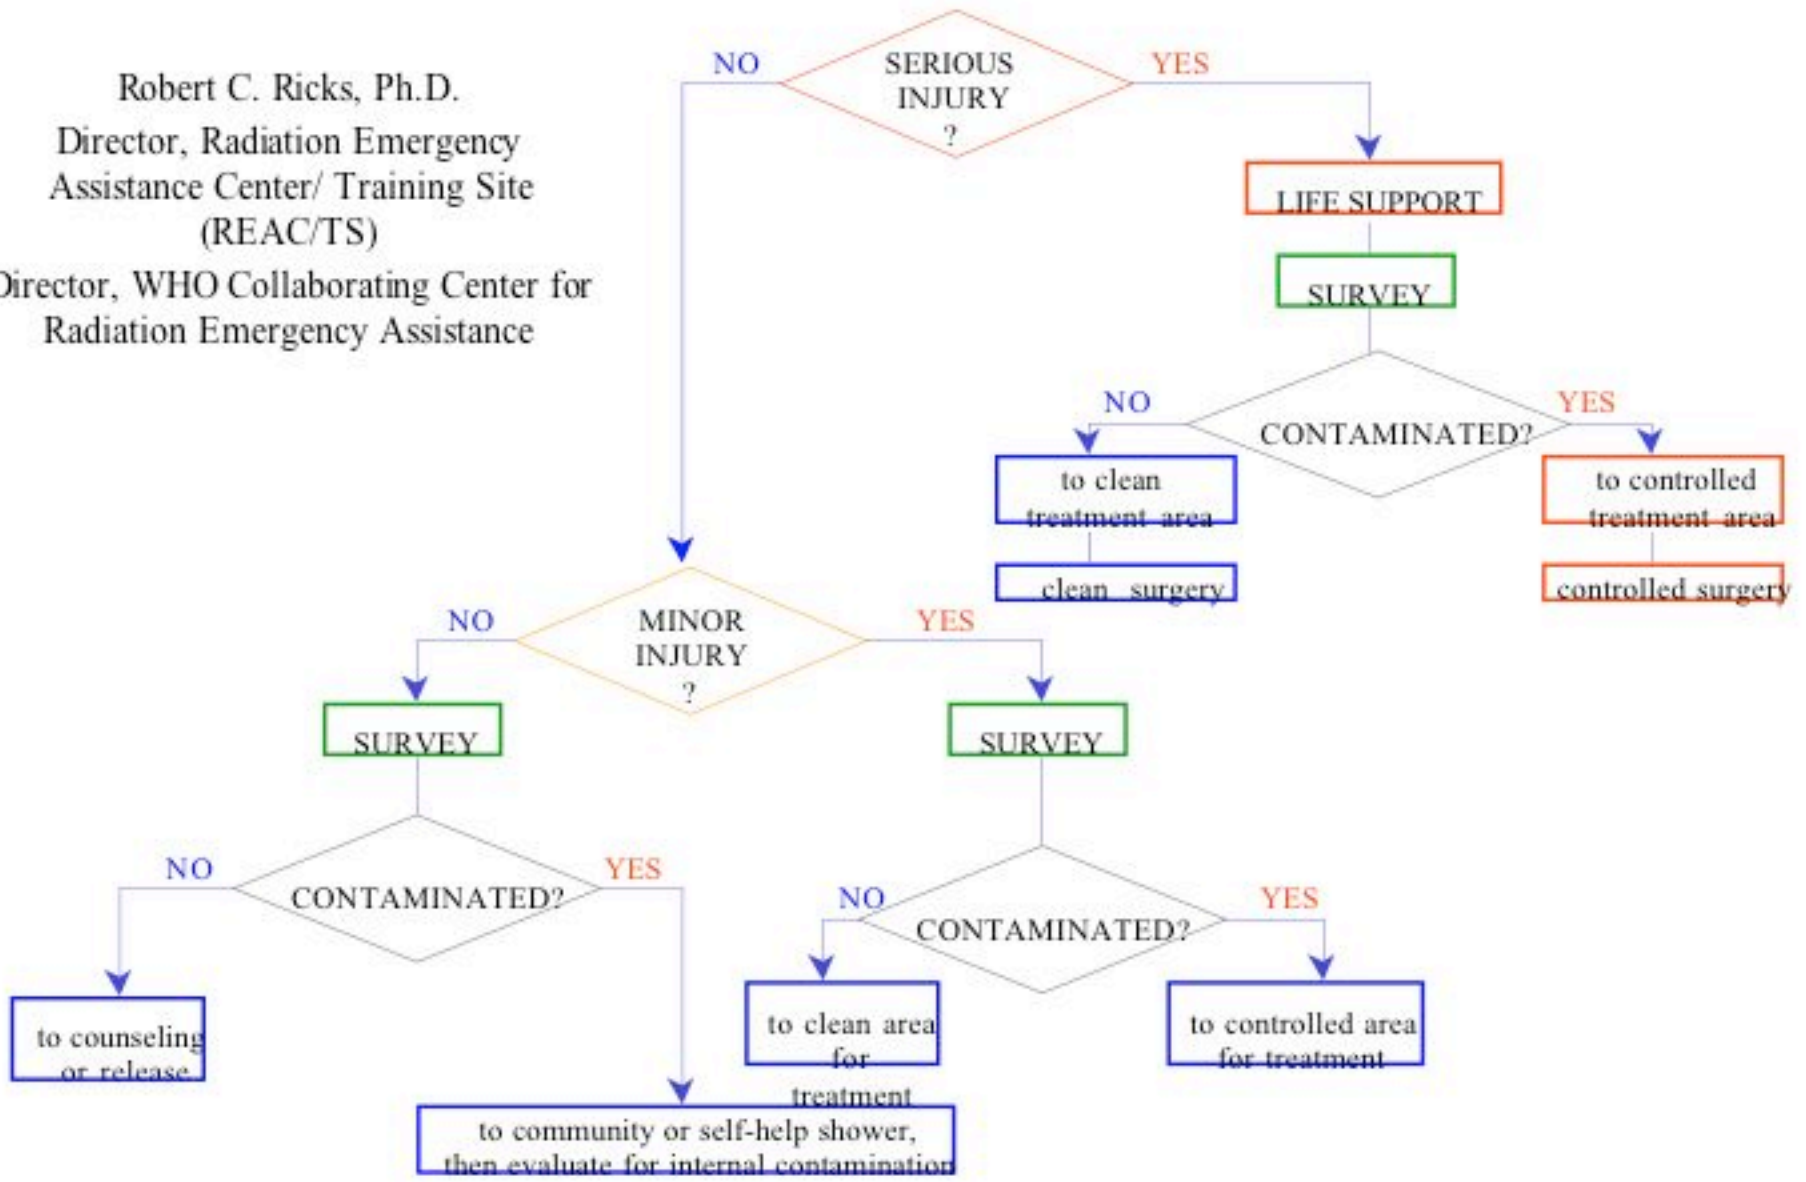 Robert C. Ricks, Ph.D.
Director, Radiation Emergency
Assistance Center/ Training Site
(REAC/TS)
Director, WHO Collaborating Center for
Radiation Emergency Assistance
NO
SERIOUS
INJURY
?
YES
LIFE SUPPORT
SURVEY
NO
CONTAMINATED?
YES
to clean
treatment area
clean surgery
to controlled
treatment area
controlled surgery
NO
MINOR
INJURY
?
YES
SURVEY
SURVEY
NO
CONTAMINATED?
YES
NO
CONTAMINATED?
YES
to counseling
or release.
to community or self-help shower,
then evaluate for internal contamination
to clean area
for
treatment
to controlled area
for treatment